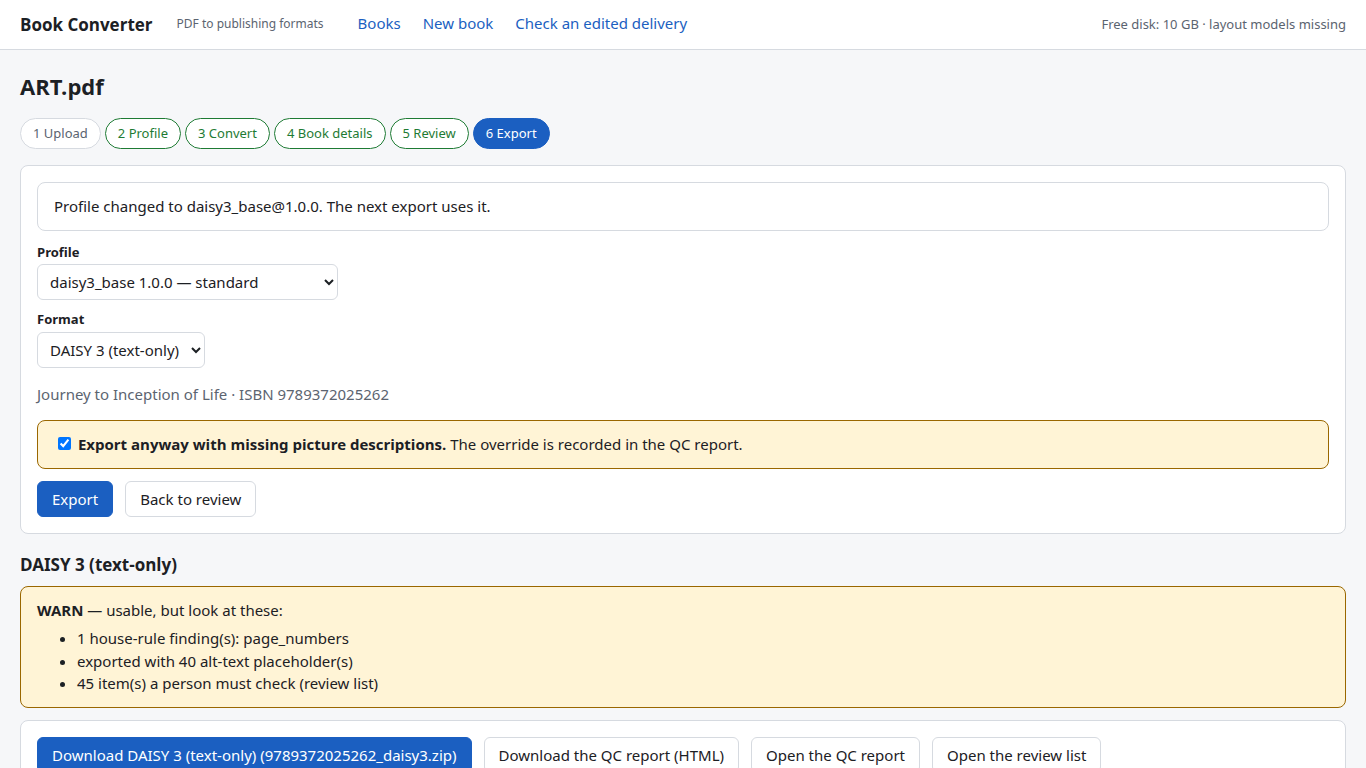 Book Converter PDF to publishing formats Books New book Check an edited delivery Free disk: 10 GB · layout models missing
ART.pdf
1 Upload 2 Profile 3 Convert 4 Book details 5 Review 6 Export
Profile changed to daisy3_base@1.0.0. The next export uses it.
Profile
daisy3_base 1.0.0 — standard
Format
DAISY 3 (text-only)
Journey to Inception of Life · ISBN 9789372025262
Export anyway with missing picture descriptions. The override is recorded in the QC report.
Export Back to review
DAISY 3 (text-only)
WARN — usable, but look at these:
• 1 house-rule finding(s): page_numbers
• exported with 40 alt-text placeholder(s)
• 45 item(s) a person must check (review list)
Download DAISY 3 (text-only) (9789372025262_daisy3.zip) Download the QC report (HTML) Open the QC report Open the review list